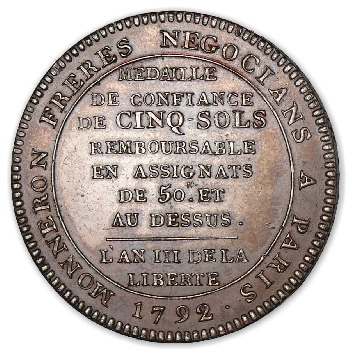 MONNERON FRERES NEGOCIANS A PARIS
MEDAILLE
DE CONFIANCE
DE CINQ-SOLS
REMBOURSABLE
EN ASSIGNATS
DE 50.# ET
AU DESSUS.
L'AN III DE LA
LIBERTE
1792.